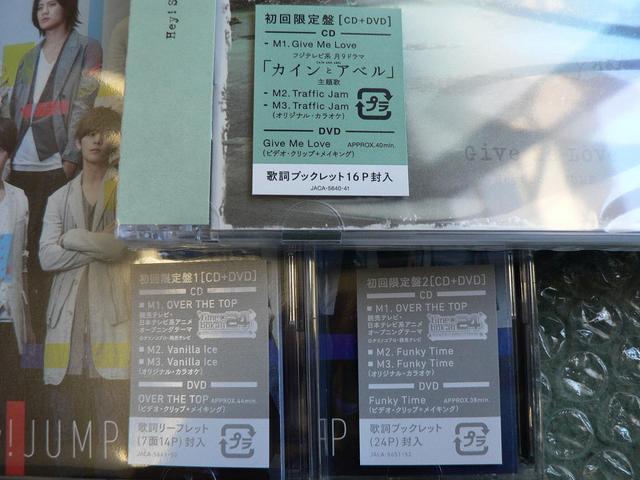 Hey! S
初回限定盤[CD+DVD]
CD
M1. Give Me Love
フジテレビ系 月9ドラマ
「カインとアベル」
主題歌
M2. Traffic Jam
M3. Traffic Jam
(オリジナル・カラオケ)
プラ
DVD
Give Me Love APPROX.40min.
(ビデオ・クリップ+メイキング)
歌詞ブックレット16P封入
JACA-5640-41
Give Me Love
初回限定盤1[CD+DVD]
CD
M1. OVER THE TOP
読売テレビ・
日本テレビ系アニメ
オープニングテーマ
M2. Vanilla Ice
M3. Vanilla Ice
(オリジナル・カラオケ)
DVD
OVER THE TOP APPROX.44min.
(ビデオ・クリップ+メイキング)
歌詞リーフレット
(7面14P)封入
プラ
!JUMP
初回限定盤2[CD+DVD]
CD
M1. OVER THE TOP
読売テレビ・
日本テレビ系アニメ
オープニングテーマ
M2. Funky Time
M3. Funky Time
(オリジナル・カラオケ)
DVD
Funky Time APPROX.38min.
(ビデオ・クリップ+メイキング)
歌詞ブックレット
(24P)封入
プラ
JACA-5651-52